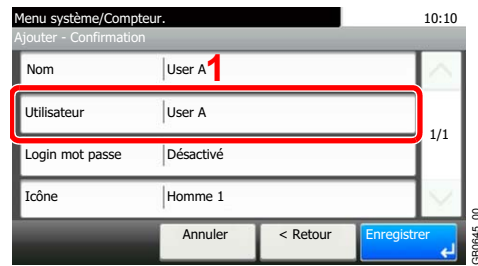 Menu système/Compteur. 10:10
Ajouter - Confirmation
Nom User A 1
Utilisateur User A
1/1
Login mot passe Désactivé
Icône Homme 1
Annuler < Retour Enregistrer
GB0645_00